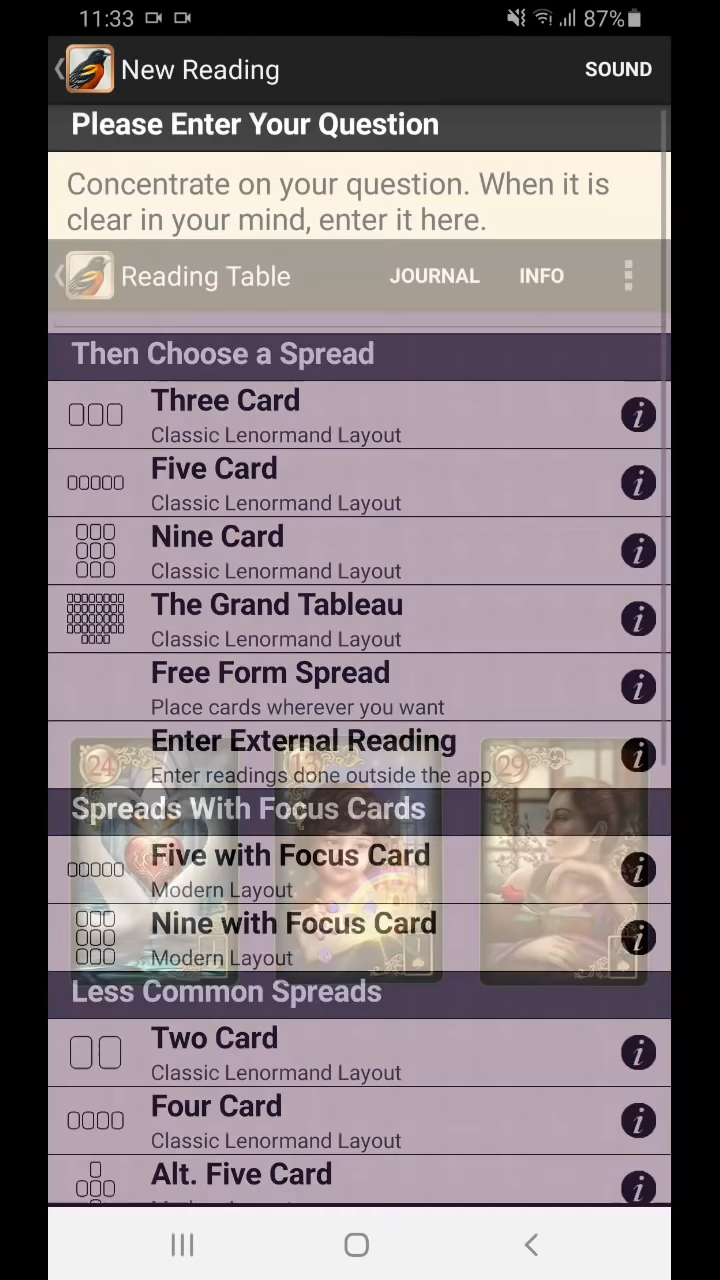 11:33 87%
New Reading SOUND
Please Enter Your Question
Concentrate on your question. When it is
clear in your mind, enter it here.
Reading Table JOURNAL INFO
Then Choose a Spread
Three Card
Classic Lenormand Layout
Five Card
Classic Lenormand Layout
Nine Card
Classic Lenormand Layout
The Grand Tableau
Classic Lenormand Layout
Free Form Spread
Place cards wherever you want
Enter External Reading
24 13 29
Enter readings done outside the app
Spreads With Focus Cards
Five with Focus Card
Modern Layout
Nine with Focus Card
Modern Layout
Less Common Spreads
Two Card
Classic Lenormand Layout
Four Card
Classic Lenormand Layout
Alt. Five Card